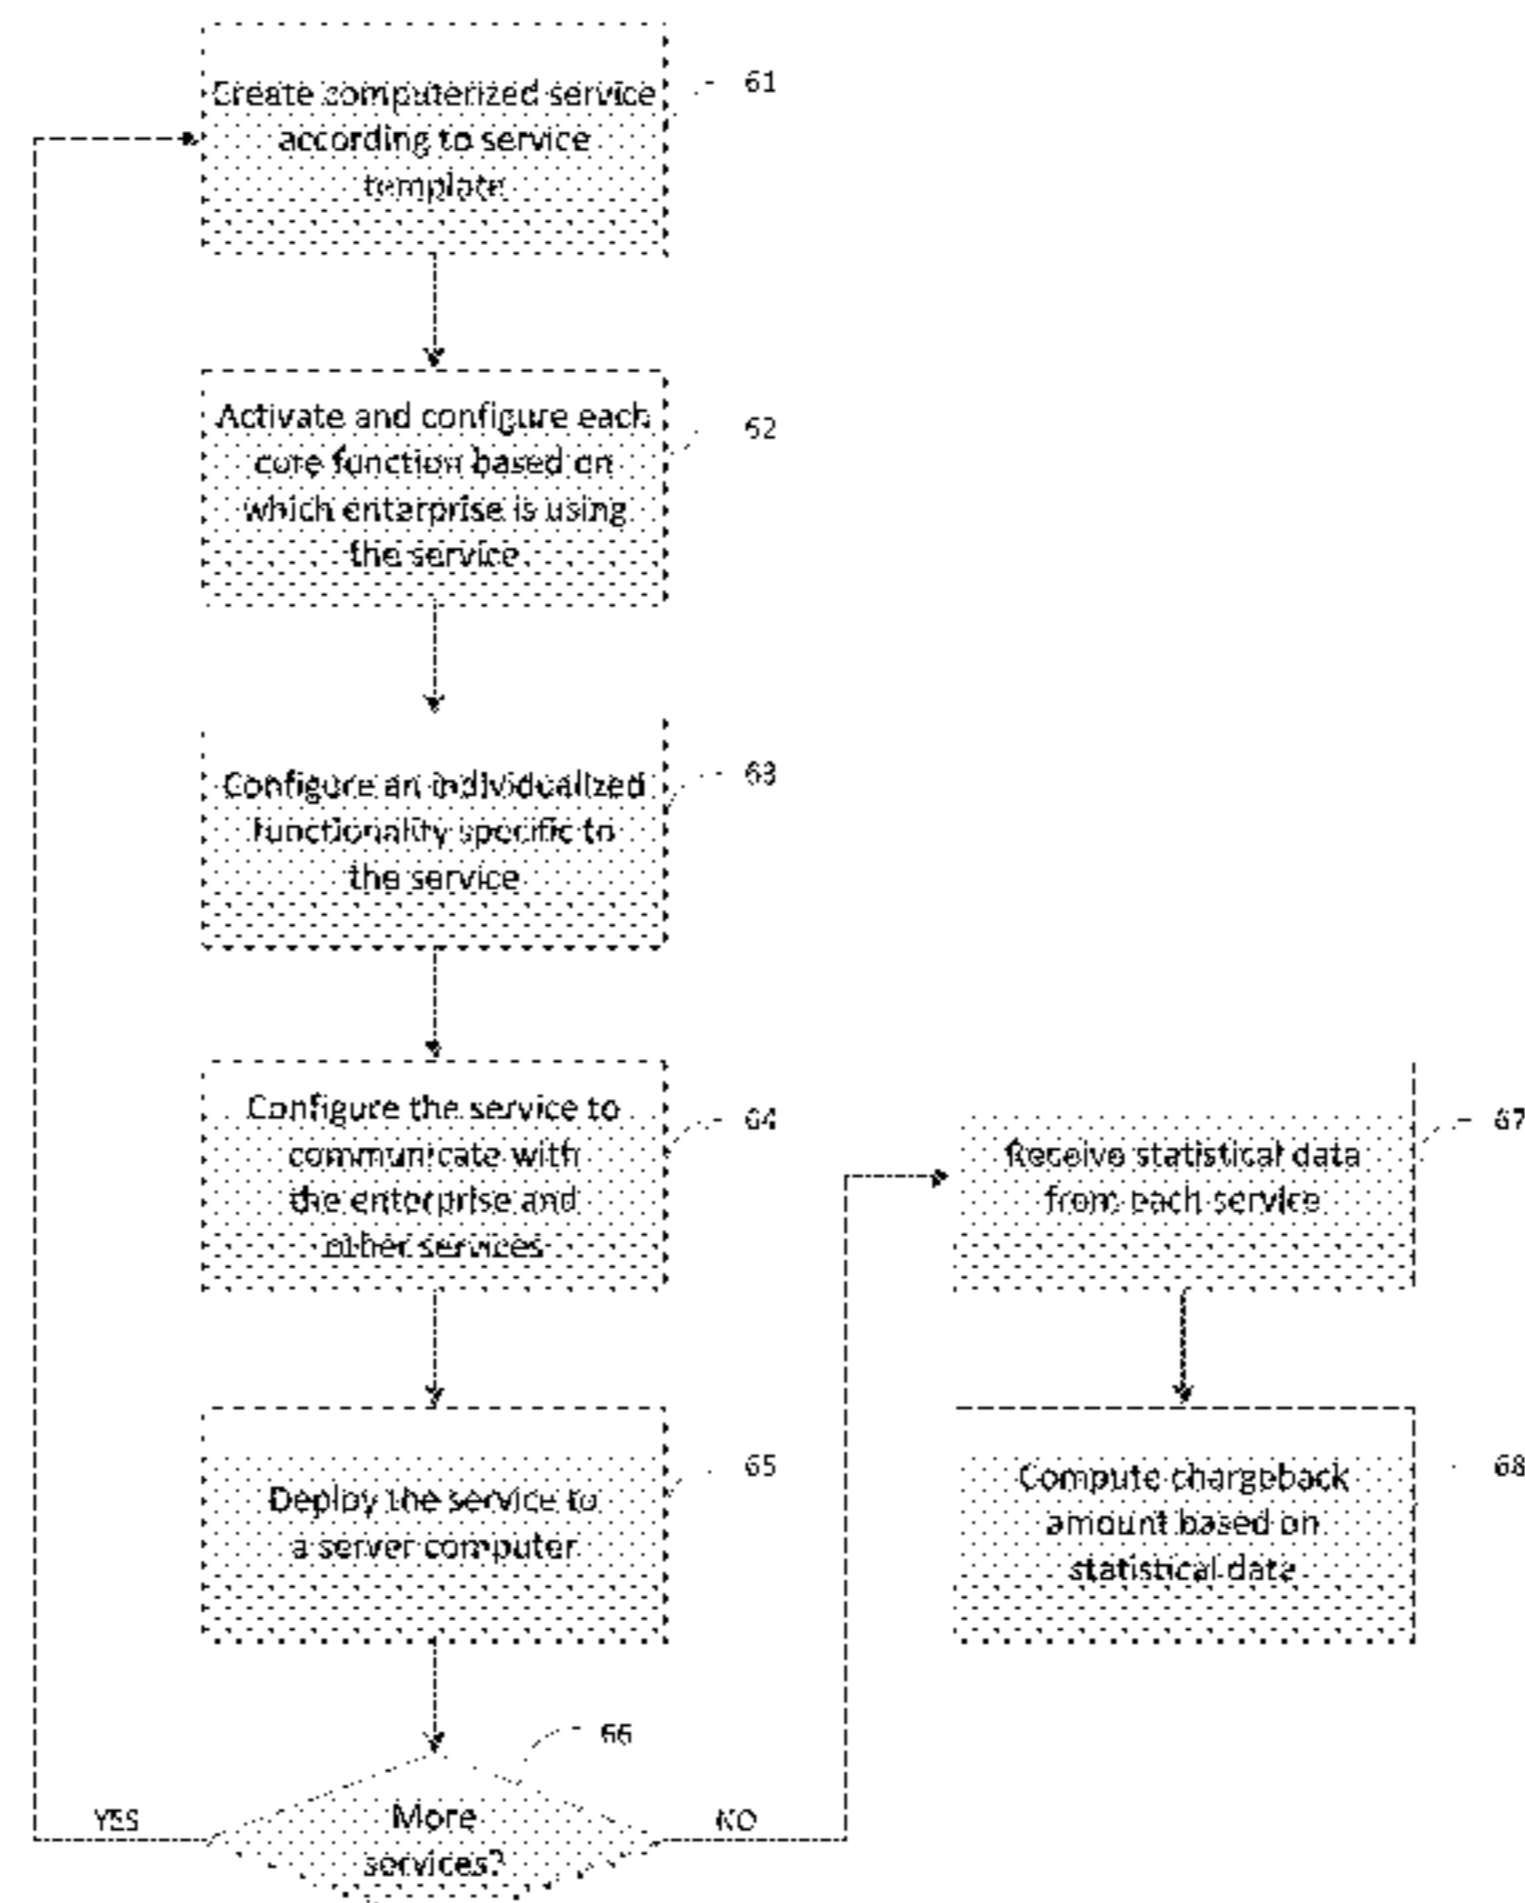 Create computerized service
according to service
template
61
Activate and configure each
core function based on
which enterprise is using
the service
62
Configure an individualized
functionality specific to
the service
63
Configure the service to
communicate with
the enterprise and
other services
64
Deploy the service to
a server computer
65
66
More
services?
YES
NO
Receive statistical data
from each service
67
Compute chargeback
amount based on
statistical data
68